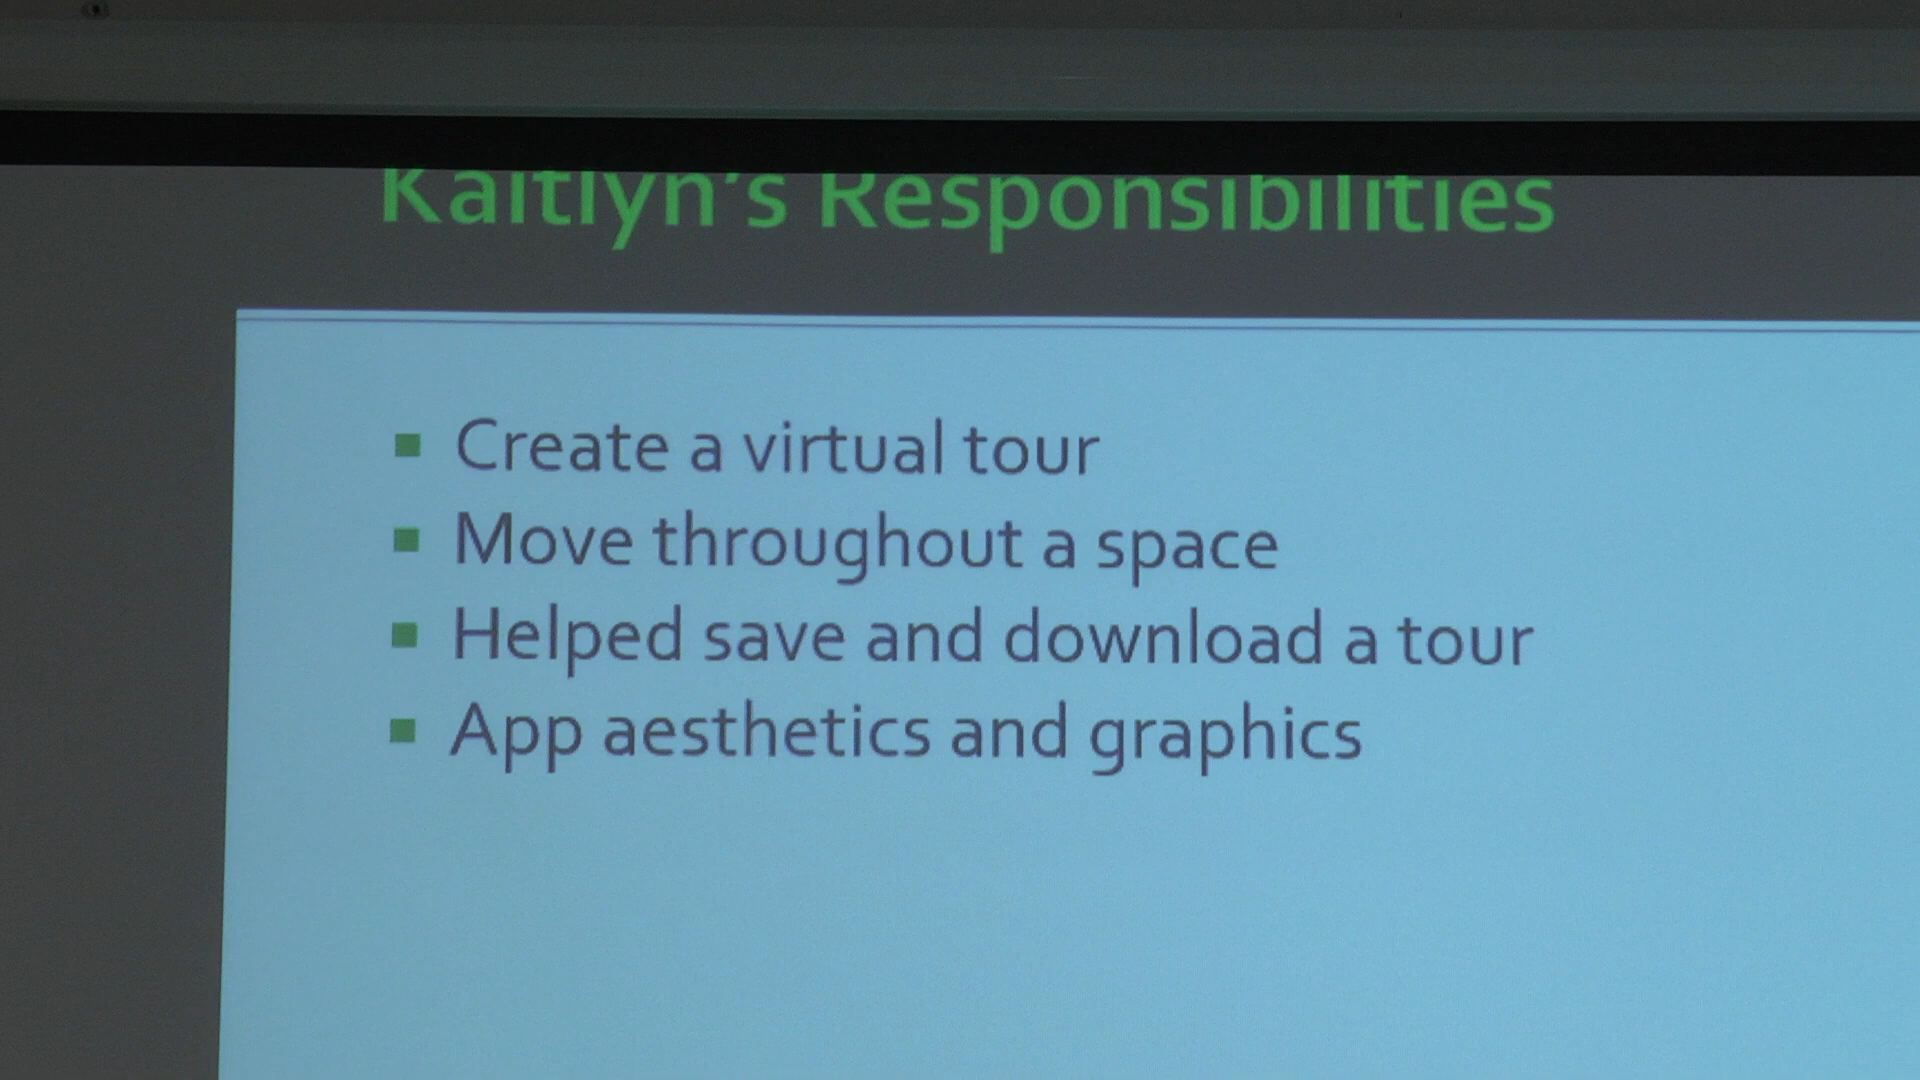 Kaitlyn's Responsibilities
Create a virtual tour
Move throughout a space
Helped save and download a tour
App aesthetics and graphics